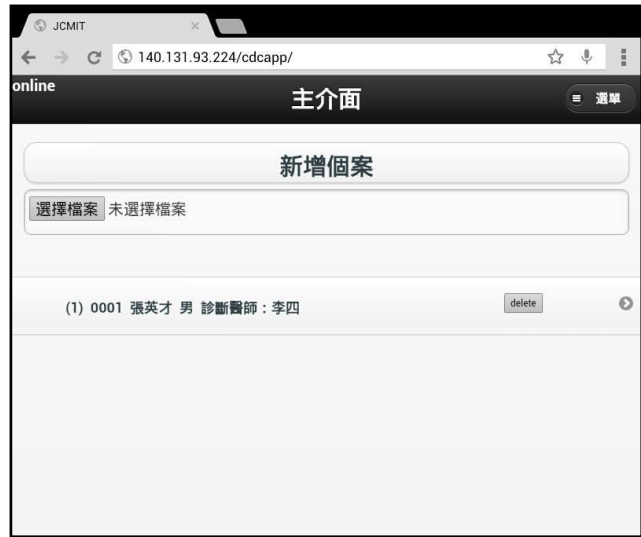 JCMIT
140.131.93.224/cdcapp/
online
主介面
選單
新增個案
選擇檔案 未選擇檔案
(1) 0001 張英才 男 診斷醫師：李四
delete